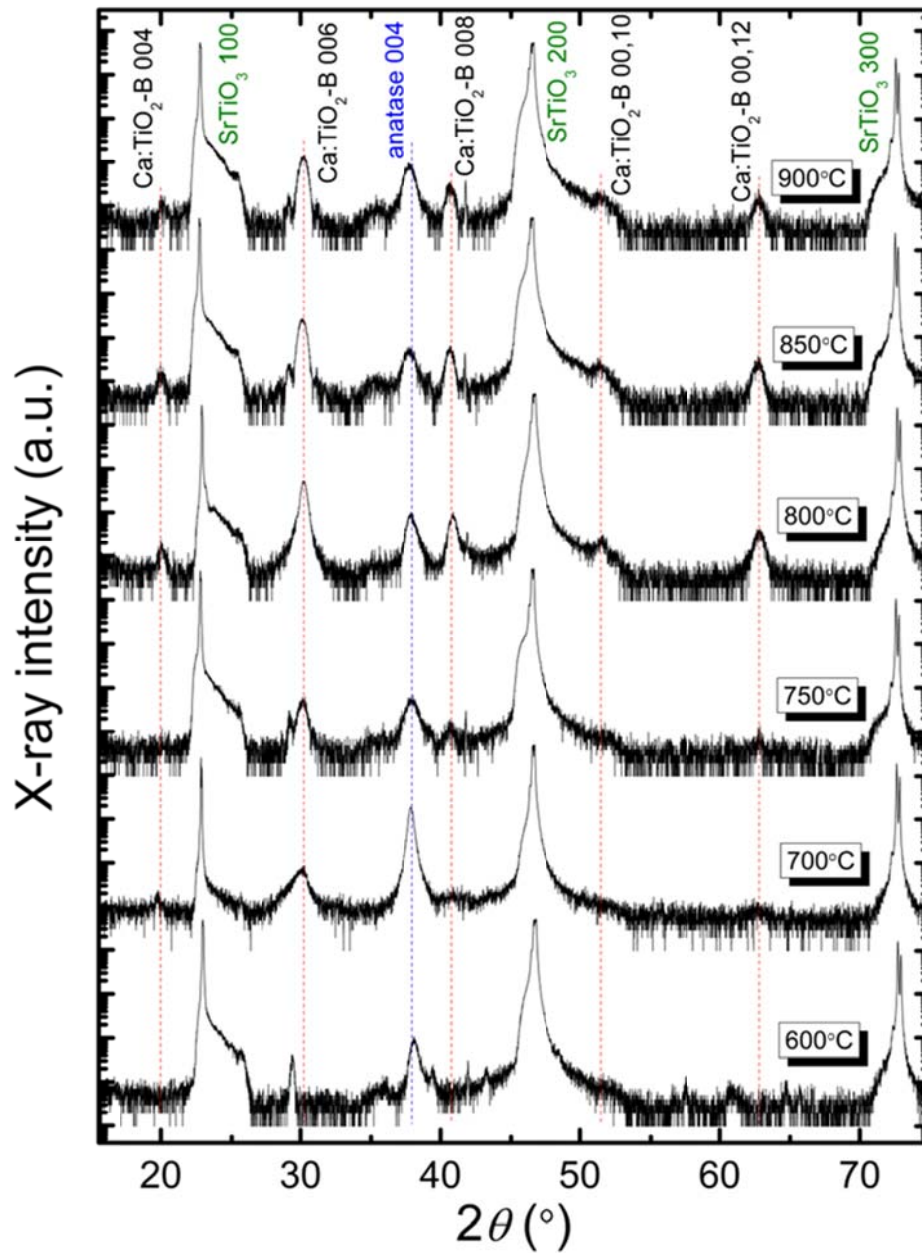 Ca:TiO₂-B 004
SrTiO₃ 100
Ca:TiO₂-B 006
anatase 004
Ca:TiO₂-B 008
SrTiO₃ 200
Ca:TiO₂-B 00,10
Ca:TiO₂-B 00,12
SrTiO₃ 300
900°C
850°C
800°C
750°C
700°C
600°C
X-ray intensity (a.u.)
20 30 40 50 60 70
2θ (°)